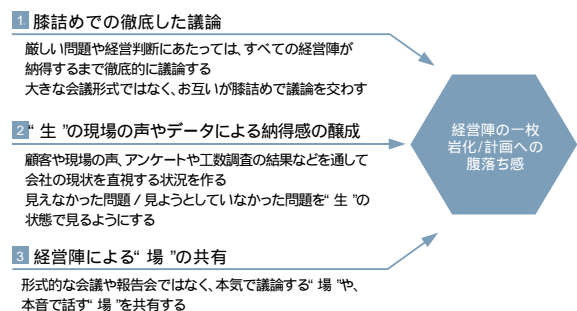 1 膝詰めでの徹底した議論
厳しい問題や経営判断にあたっては、すべての経営陣が
納得するまで徹底的に議論する
大きな会議形式ではなく、お互いが膝詰めで議論を交わす
2 “生”の現場の声やデータによる納得感の醸成
顧客や現場の声、アンケートや工数調査の結果などを通して
会社の現状を直視する状況を作る
見えなかった問題/見ようとしていなかった問題を“生”の
状態で見るようにする
3 経営陣による“場”の共有
形式的な会議や報告会ではなく、本気で議論する“場”や、
本音で話す“場”を共有する
経営陣の一枚
岩化/計画への
腹落ち感